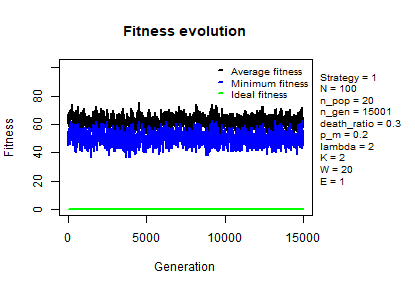 Fitness evolution
Average fitness
Minimum fitness
Ideal fitness
Strategy = 1
N = 100
n_pop = 20
n_gen = 15001
death_ratio = 0.3
p_m = 0.2
lambda = 2
K = 2
W = 20
E = 1
Fitness
80
60
40
20
0
0 5000 10000 15000
Generation